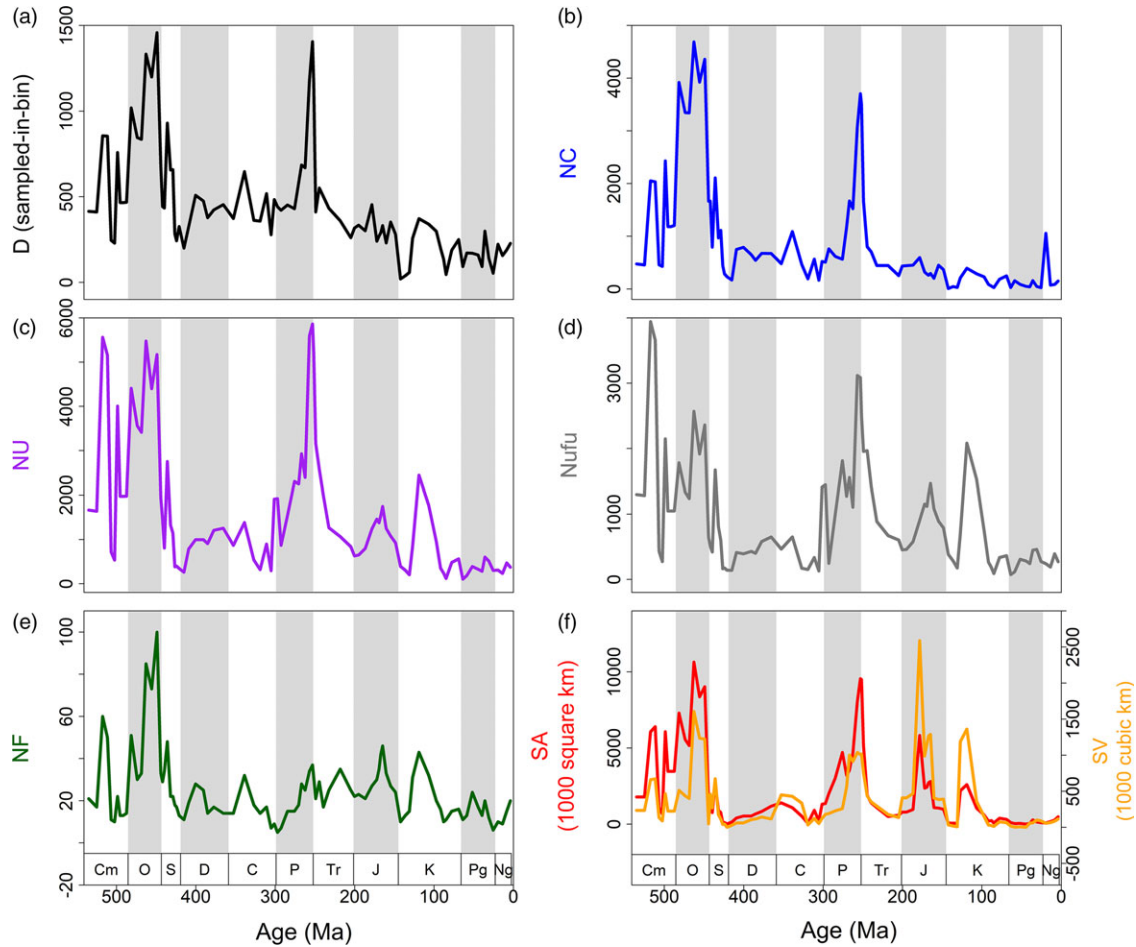 (a)
D (sampled-in-bin)
1500
1000
500
0
(b)
NC
4000
2000
0
(c)
NU
6000
4000
2000
0
(d)
Nufu
3000
1000
0
(e)
NF
100
60
20
-20
Cm O S D C P Tr J K Pg Ng
500 400 300 200 100 0
Age (Ma)
(f)
SA
(1000 square km)
10000
5000
0
SV
(1000 cubic km)
2500
1500
500
-500
Cm O S D C P Tr J K Pg Ng
500 400 300 200 100 0
Age (Ma)